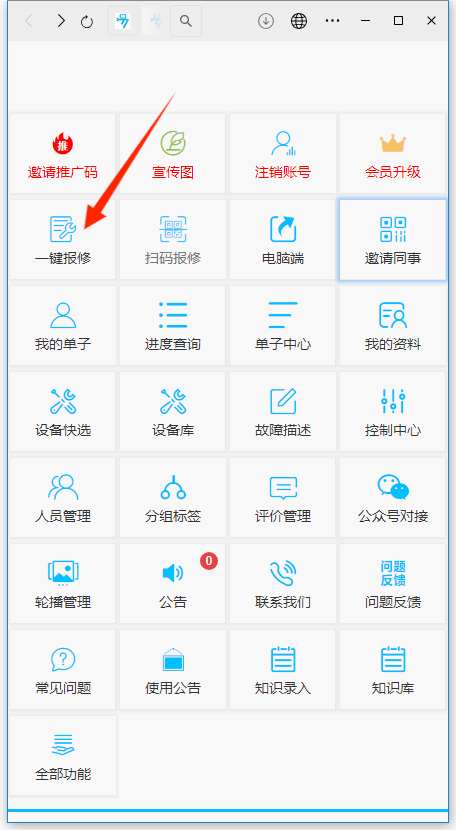 推
邀请推广码 宣传图 注销账号 会员升级
一键报修 扫码报修 电脑端 邀请同事
我的单子 进度查询 单子中心 我的资料
设备快选 设备库 故障描述 控制中心
人员管理 分组标签 评价管理 公众号对接
0 问题
反馈
轮播管理 公告 联系我们 问题反馈
常见问题 使用公告 知识录入 知识库
全部功能